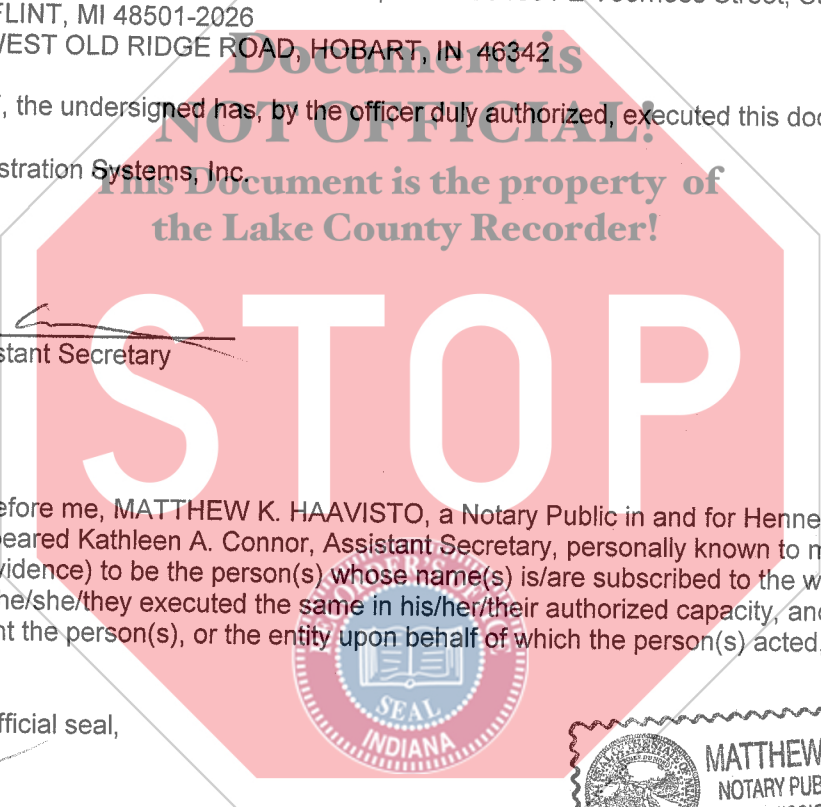 FLINT, MI 48501-2026
WEST OLD RIDGE ROAD, HOBART, IN 46342
Document is
, the undersigned has, by the officer duly authorized, executed this doc
NOT OFFICIAL!
stration Systems, Inc.
This Document is the property of
the Lake County Recorder!
STOP
stant Secretary
efore me, MATTHEW K. HAAVISTO, a Notary Public in and for Henne
eared Kathleen A. Connor, Assistant Secretary, personally known to m
vidence) to be the person(s) whose name(s) is/are subscribed to the w
he/she/they executed the same in his/her/their authorized capacity, and
nt the person(s), or the entity upon behalf of which the person(s) acted,
RECORDER'S OFFICE
SEAL
INDIANA
fficial seal,
MATTHEW
NOTARY PUB